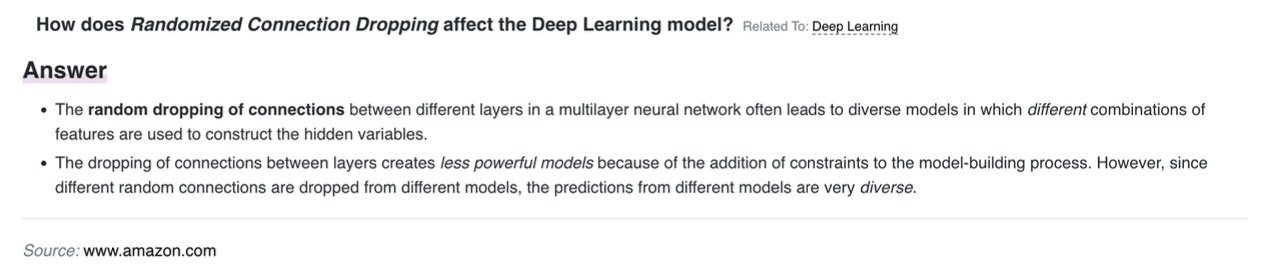 How does Randomized Connection Dropping affect the Deep Learning model? Related To: Deep Learning
Answer
• The random dropping of connections between different layers in a multilayer neural network often leads to diverse models in which different combinations of
features are used to construct the hidden variables.
• The dropping of connections between layers creates less powerful models because of the addition of constraints to the model-building process. However, since
different random connections are dropped from different models, the predictions from different models are very diverse.
Source: www.amazon.com